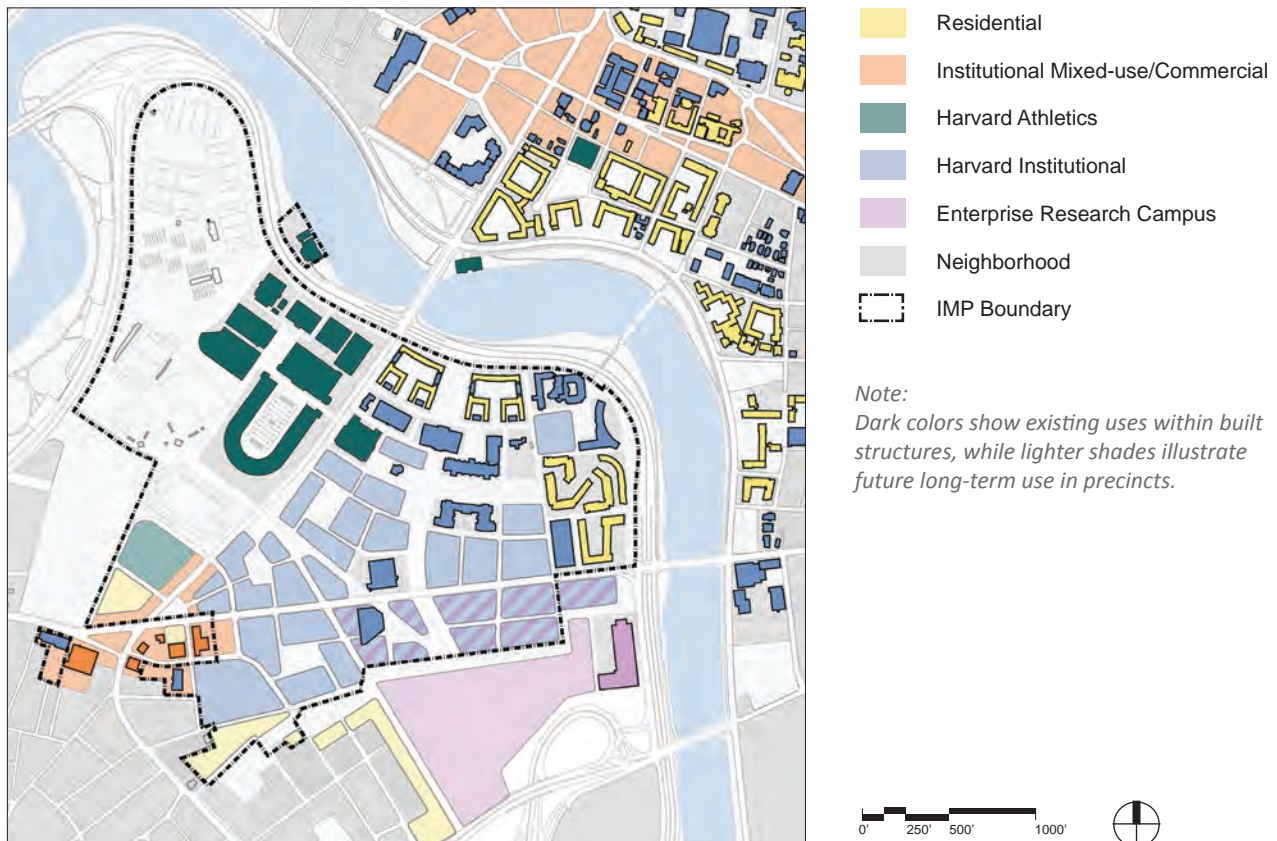 Residential
Institutional Mixed-use/Commercial
Harvard Athletics
Harvard Institutional
Enterprise Research Campus
Neighborhood
IMP Boundary
Note:
Dark colors show existing uses within built
structures, while lighter shades illustrate
future long-term use in precincts.
0' 250' 500' 1000'